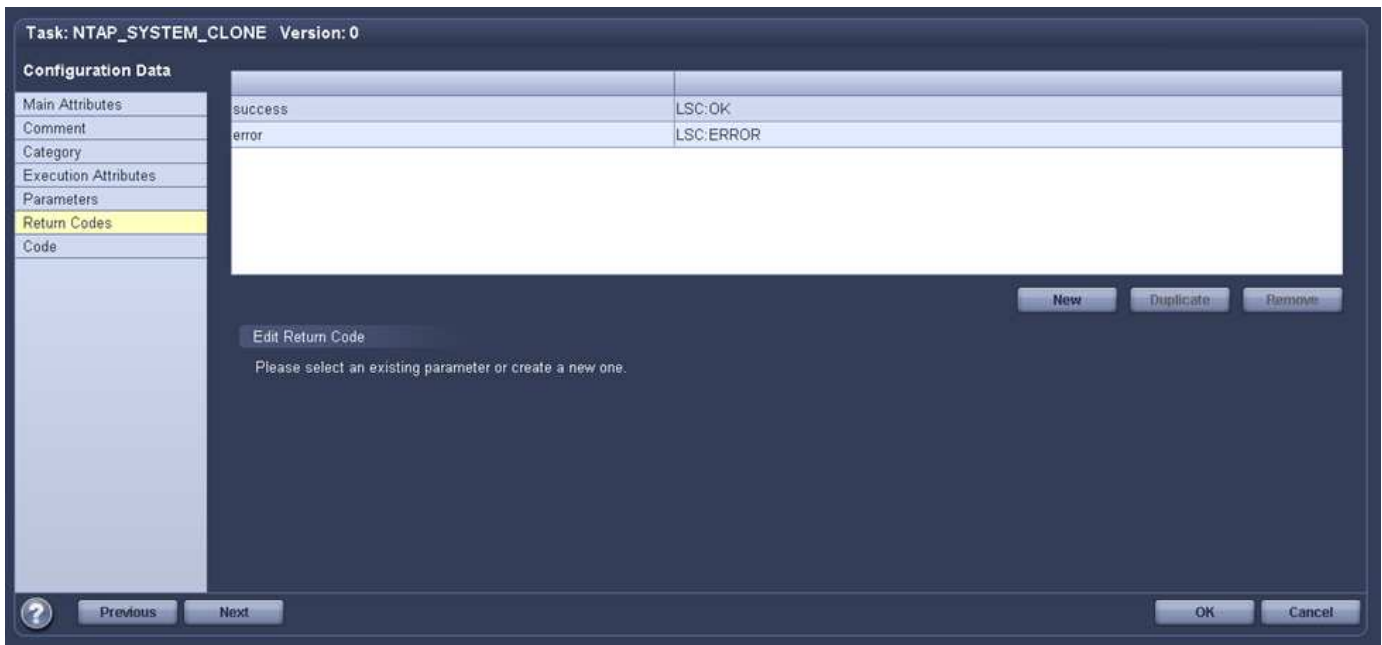 Task: NTAP_SYSTEM_CLONE Version: 0
Configuration Data
Main Attributes
Comment
Category
Execution Attributes
Parameters
Return Codes
Code
success LSC:OK
error LSC:ERROR
New Duplicate Remove
Edit Return Code
Please select an existing parameter or create a new one.
? Previous Next OK Cancel